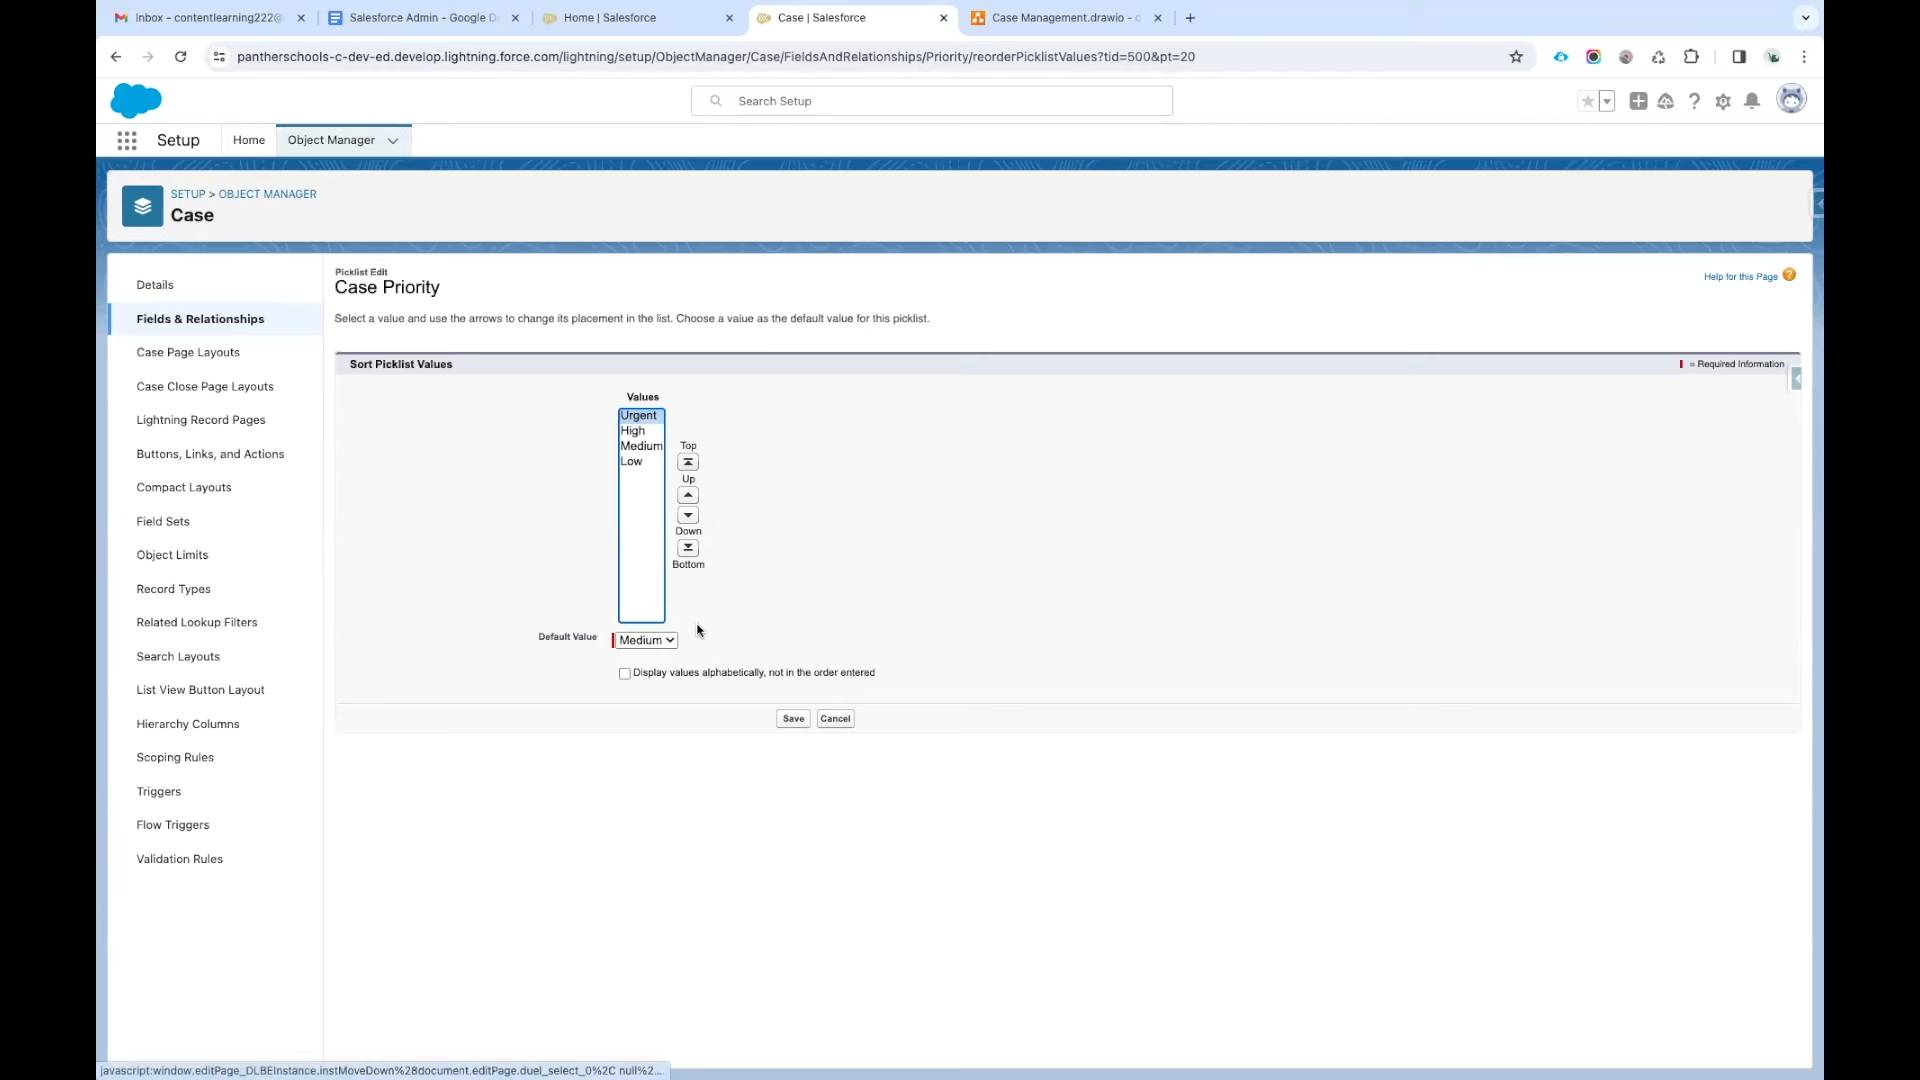 Inbox - contentlearning222@
Salesforce Admin - Google D
Home | Salesforce
Case | Salesforce
Case Management.drawio -
pantherschools-c-dev-ed.develop.lightning.force.com/lightning/setup/ObjectManager/Case/FieldsAndRelationships/Priority/reorderPicklistValues?tid=500&pt=20
Search Setup
Setup
Home
Object Manager
SETUP > OBJECT MANAGER
Case
Details
Fields & Relationships
Case Page Layouts
Case Close Page Layouts
Lightning Record Pages
Buttons, Links, and Actions
Compact Layouts
Field Sets
Object Limits
Record Types
Related Lookup Filters
Search Layouts
List View Button Layout
Hierarchy Columns
Scoping Rules
Triggers
Flow Triggers
Validation Rules
Picklist Edit
Case Priority
Help for this Page ?
Select a value and use the arrows to change its placement in the list. Choose a value as the default value for this picklist.
Sort Picklist Values
= Required Information
Values
Urgent
High
Medium
Low
Top
Up
Down
Bottom
Default Value
Medium
Display values alphabetically, not in the order entered
Save
Cancel
javascript:window.editPage_DLBEInstance.instMoveDown%28document.editPage.duel_select_0%2C null%2...